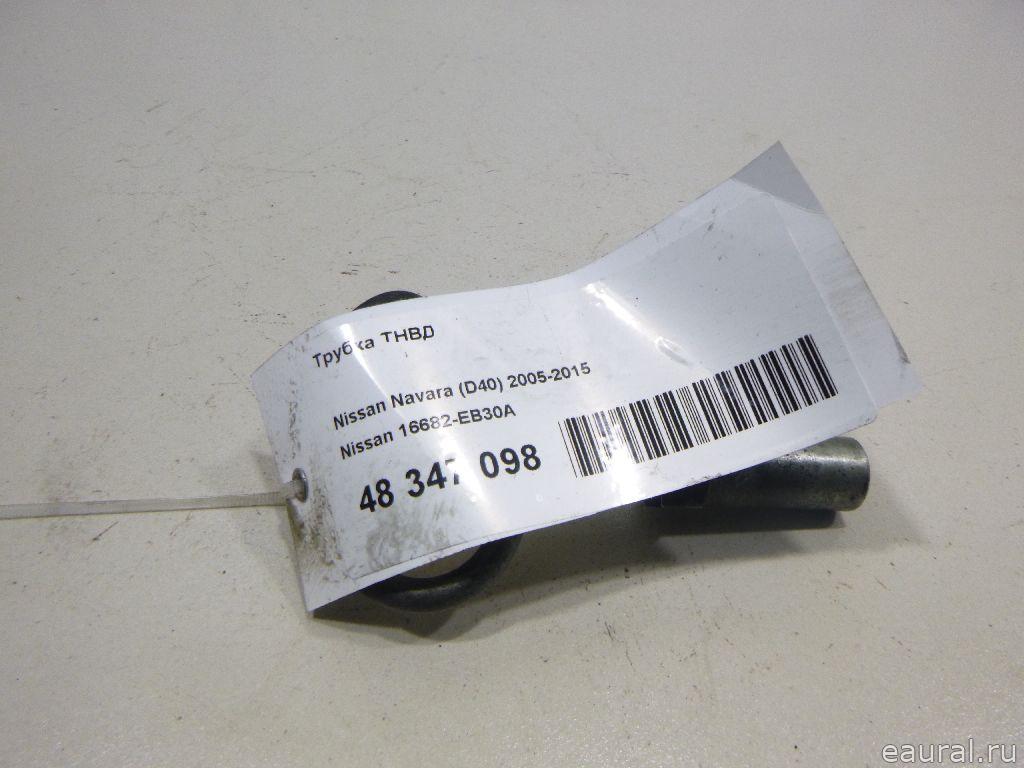 Трубка ТНВД
Nissan Navara (D40) 2005-2015
Nissan 16682-EB30A
48 347 098
eaural.ru